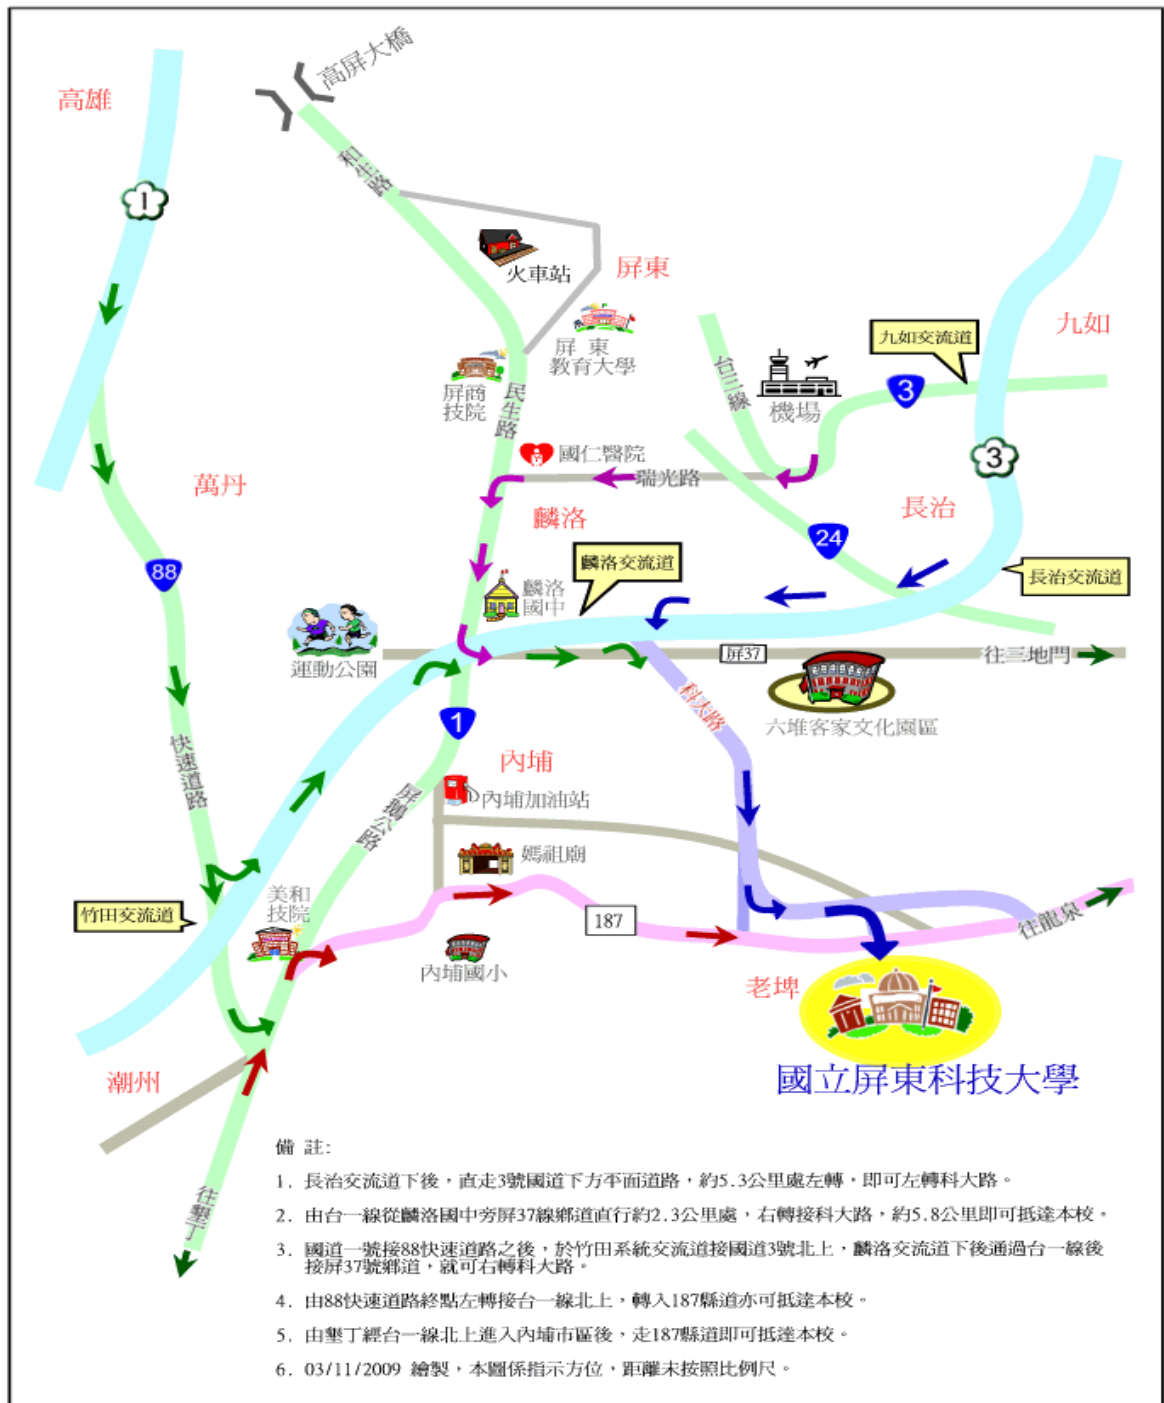 高屏大橋
高雄
1
和生路
火車站
屏東
九如
九如交流道
屏東
教育大學
台三線
機場
3
屏商
技院
民生路
國仁醫院
瑞光路
3
萬丹
麟洛
長治
24
88
麟洛交流道
長治交流道
麟洛
國中
運動公園
屏37
往三地門
科大路
1
六堆客家文化園區
快速道路
內埔
屏鵝公路
內埔加油站
媽祖廟
美和
技院
竹田交流道
187
往龍泉
內埔國小
老埤
潮州
國立屏東科技大學
往墾丁
備 註:
1. 長治交流道下後，直走3號國道下方平面道路，約5.3公里處左轉，即可左轉科大路。
2. 由台一線從麟洛國中旁屏37線鄉道直行約2.3公里處，右轉接科大路，約5.8公里即可抵達本校。
3. 國道一號接88快速道路之後，於竹田系統交流道接國道3號北上，麟洛交流道下後通過台一線後
接屏37號鄉道，就可右轉科大路。
4. 由88快速道路終點左轉接台一線北上，轉入187縣道亦可抵達本校。
5. 由墾丁經台一線北上進入內埔市區後，走187縣道即可抵達本校。
6. 03/11/2009 繪製，本圖係指示方位，距離未按照比例尺。